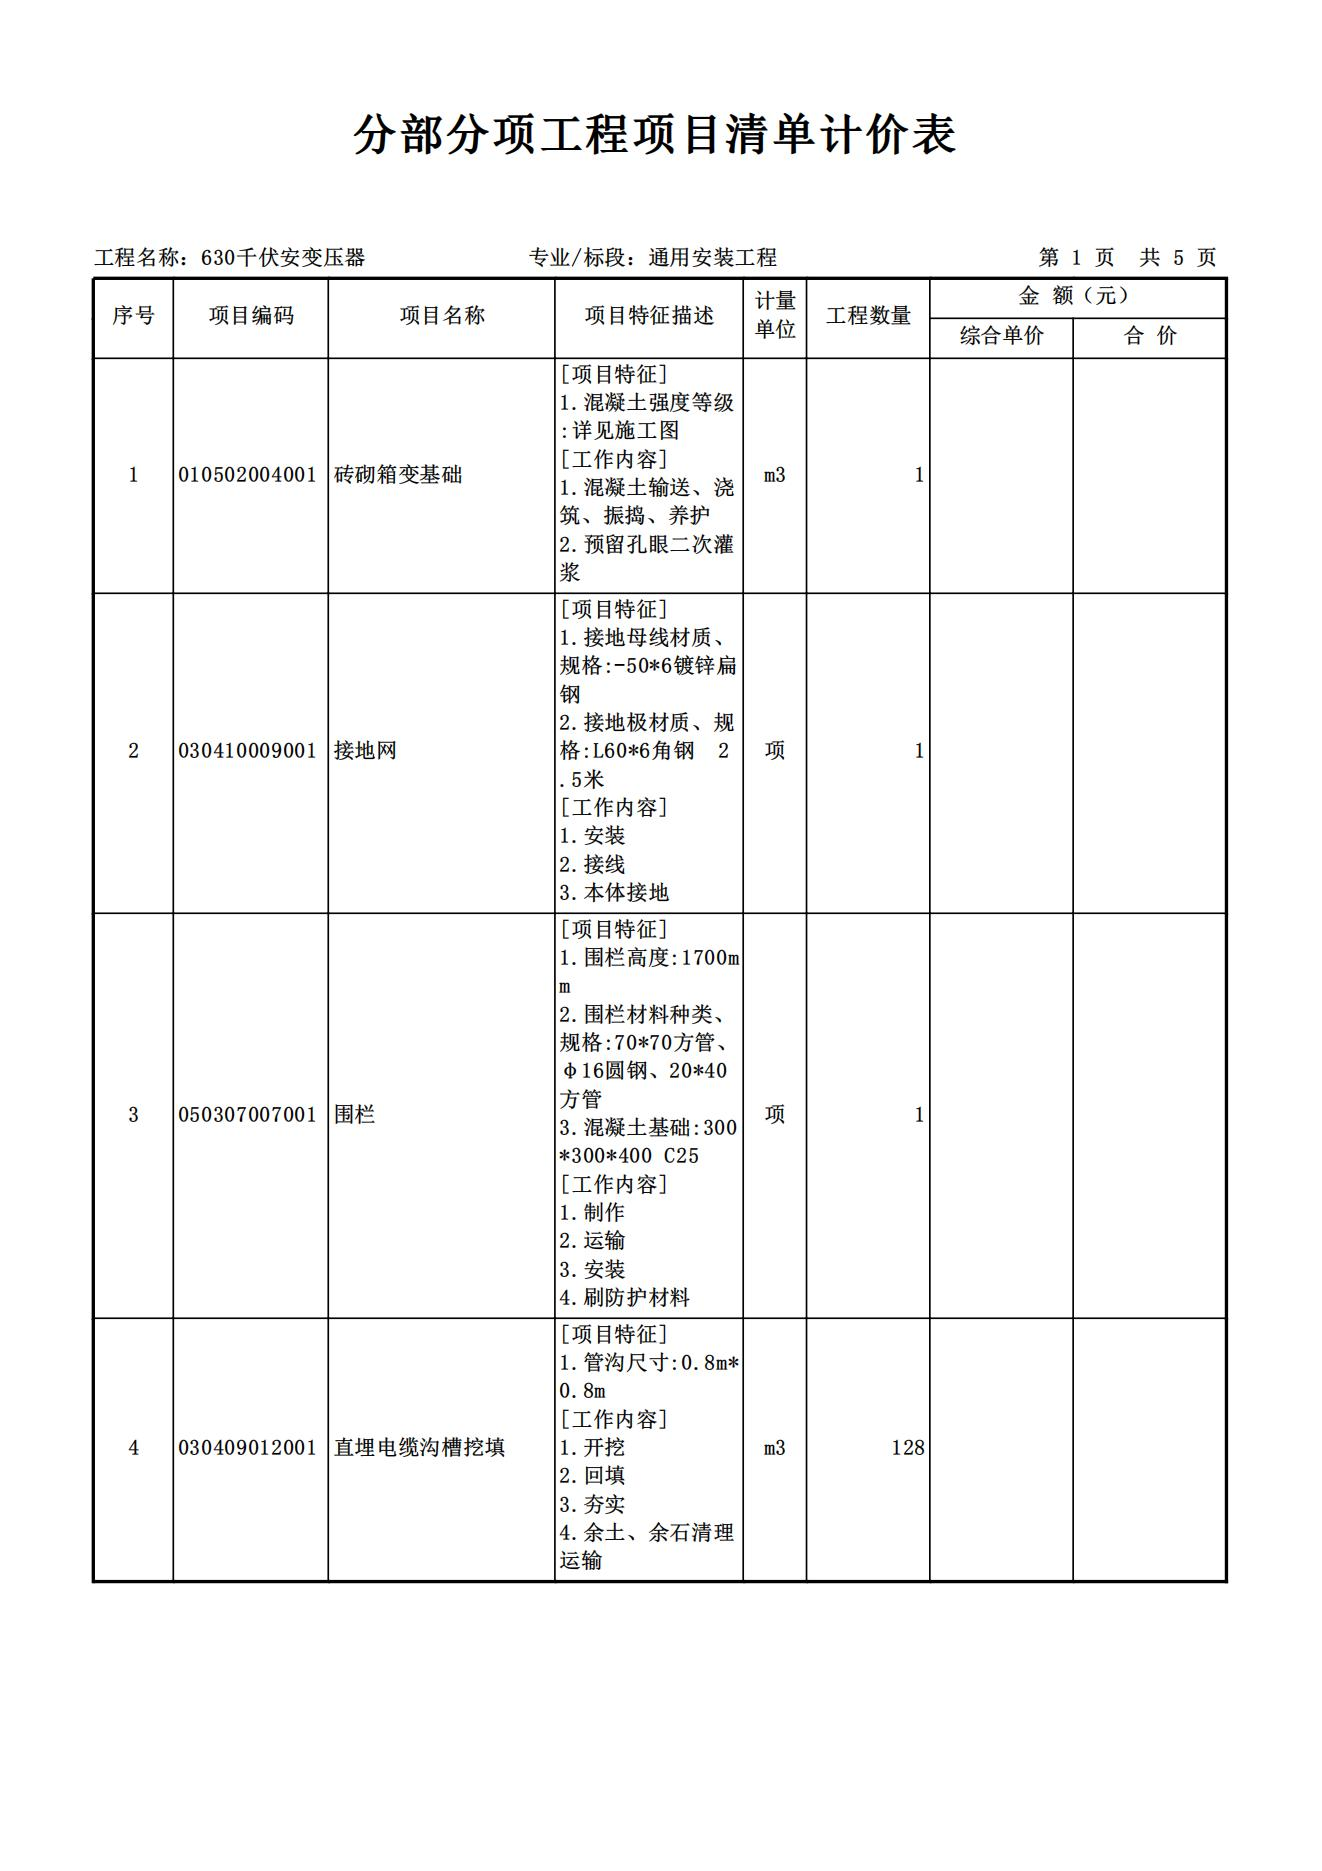 分部分项工程项目清单计价表
工程名称：630千伏安变压器 专业/标段：通用安装工程 第 1 页 共 5 页
序号 项目编码 项目名称 项目特征描述 计量单位 工程数量 金 额（元）
综合单价 合 价
[项目特征]
1.混凝土强度等级
:详见施工图
[工作内容]
1 010502004001 砖砌箱变基础 m3 1
1.混凝土输送、浇
筑、振捣、养护
2.预留孔眼二次灌
浆
[项目特征]
1.接地母线材质、
规格:-50*6镀锌扁
钢
2.接地极材质、规
2 030410009001 接地网 格:L60*6角钢 2 项 1
.5米
[工作内容]
1.安装
2.接线
3.本体接地
[项目特征]
1.围栏高度:1700m
m
2.围栏材料种类、
规格:70*70方管、
φ16圆钢、20*40
方管
3 050307007001 围栏 项 1
3.混凝土基础:300
*300*400 C25
[工作内容]
1.制作
2.运输
3.安装
4.刷防护材料
[项目特征]
1.管沟尺寸:0.8m*
0.8m
[工作内容]
4 030409012001 直埋电缆沟槽挖填 1.开挖 m3 128
2.回填
3.夯实
4.余土、余石清理
运输